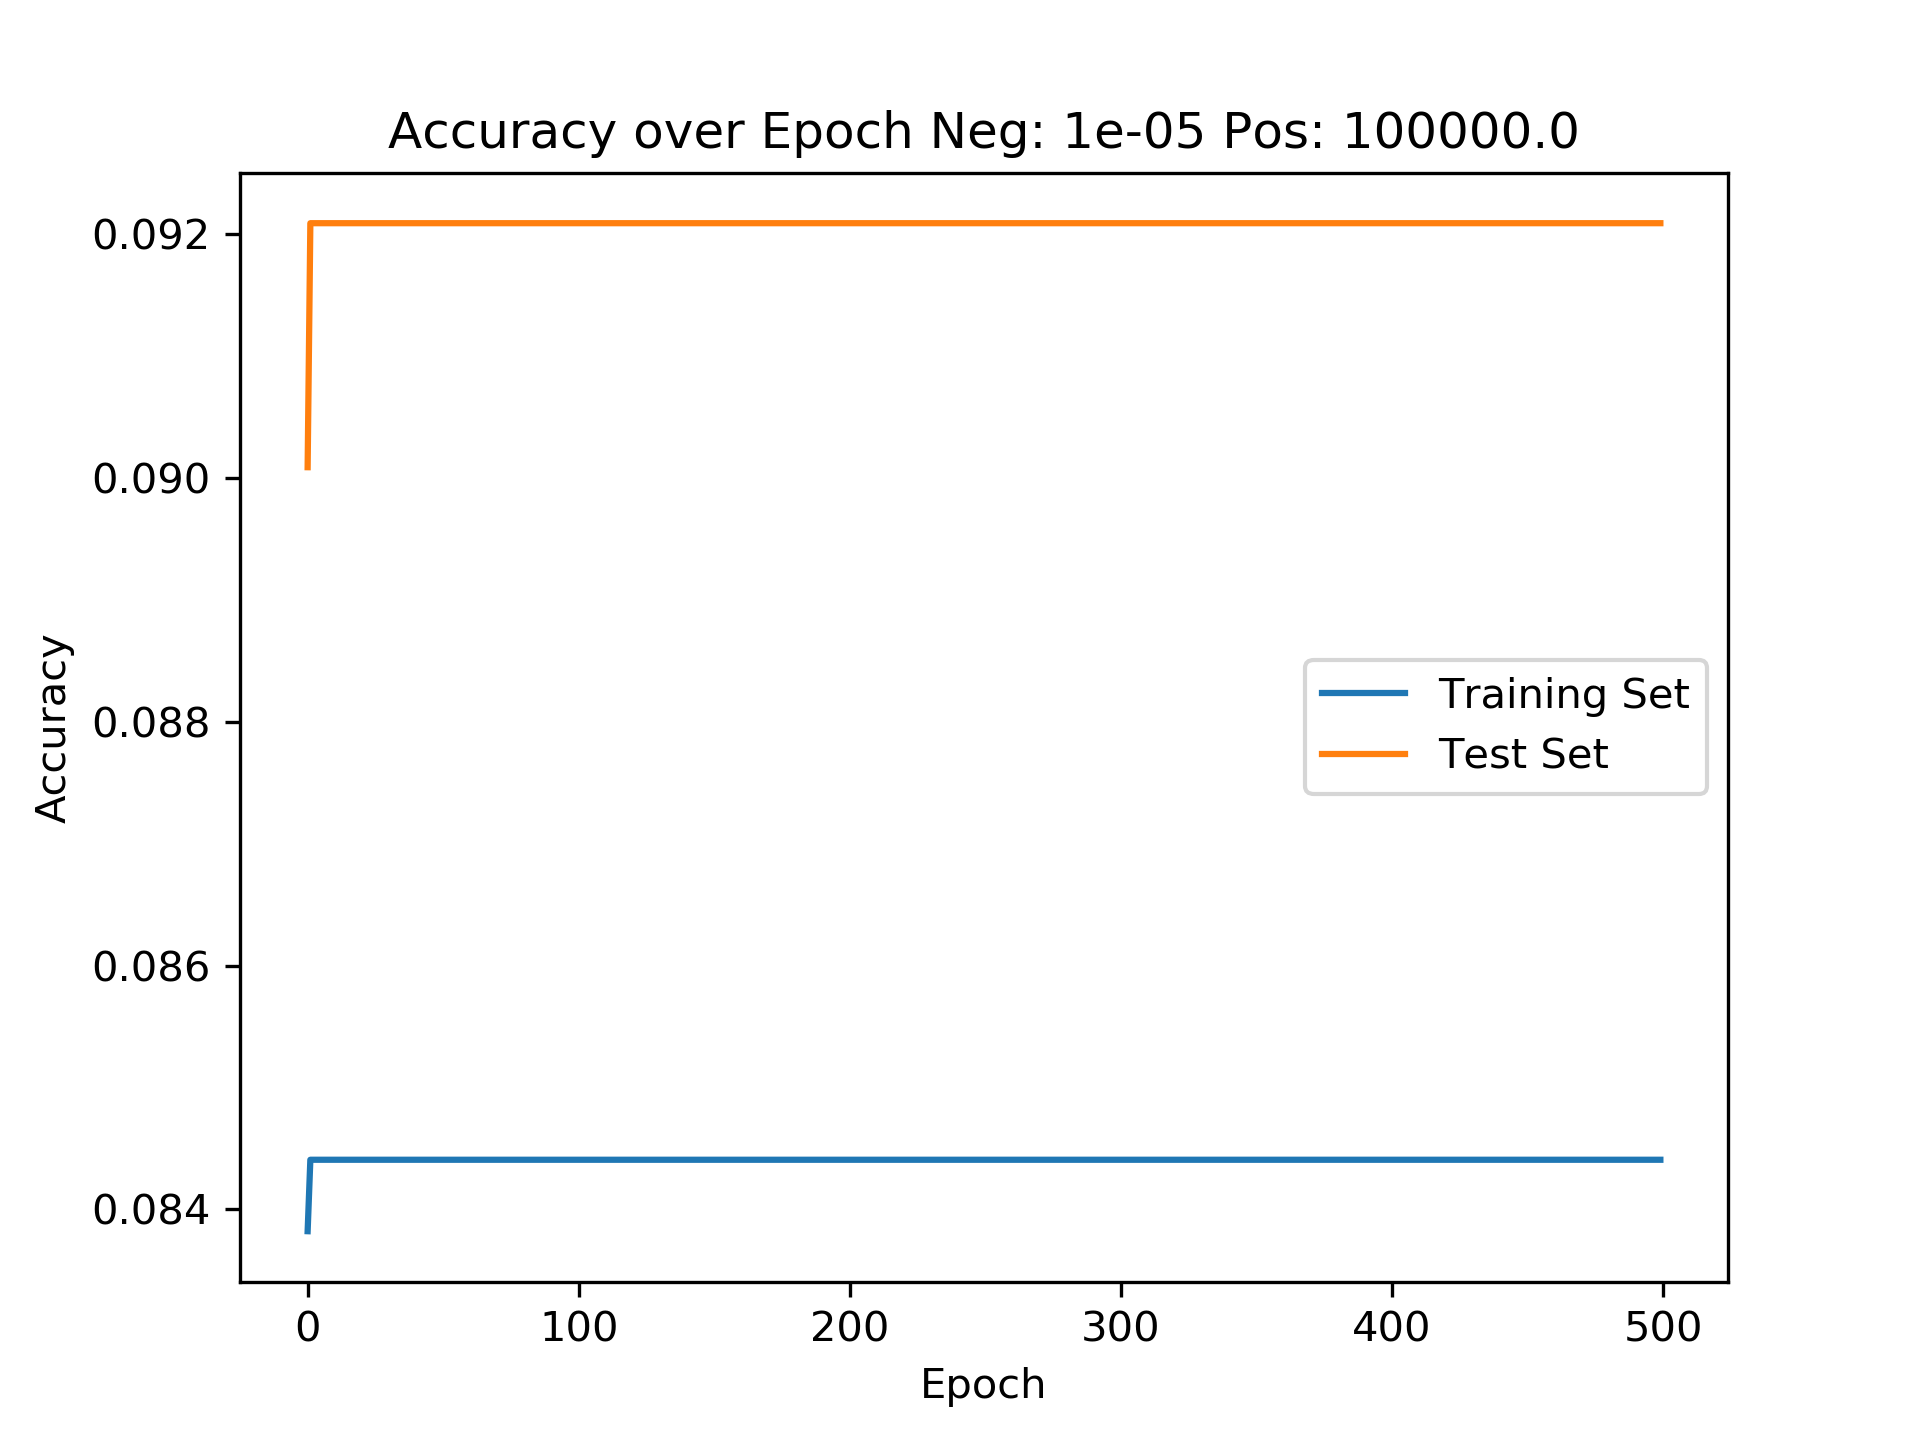 Accuracy over Epoch Neg: 1e-05 Pos: 100000.0
0.092
0.090
0.088
0.086
0.084
Accuracy
Training Set
Test Set
0 100 200 300 400 500
Epoch